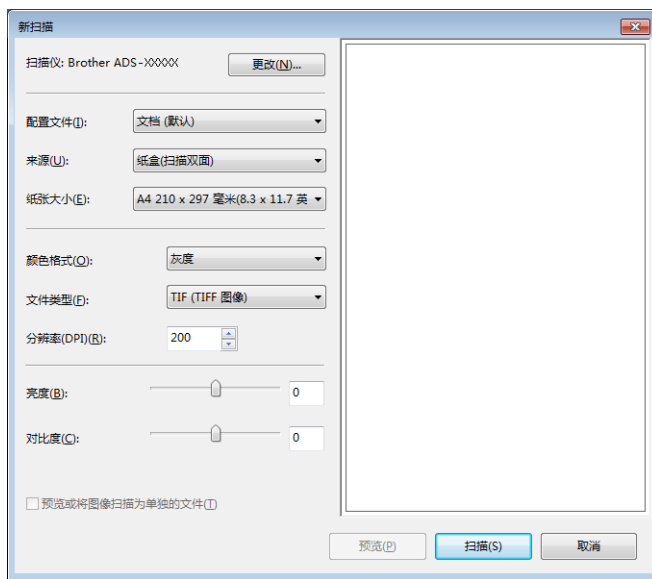 新扫描
扫描仪: Brother ADS-XXXXX
更改(N)...
配置文件(I):
文档 (默认)
来源(U):
纸盒(扫描双面)
纸张大小(E):
A4 210 x 297 毫米(8.3 x 11.7 英
颜色格式(O):
灰度
文件类型(F):
TIF (TIFF 图像)
分辨率(DPI)(R):
200
亮度(B):
0
对比度(C):
0
预览或将图像扫描为单独的文件(T)
预览(P)
扫描(S)
取消